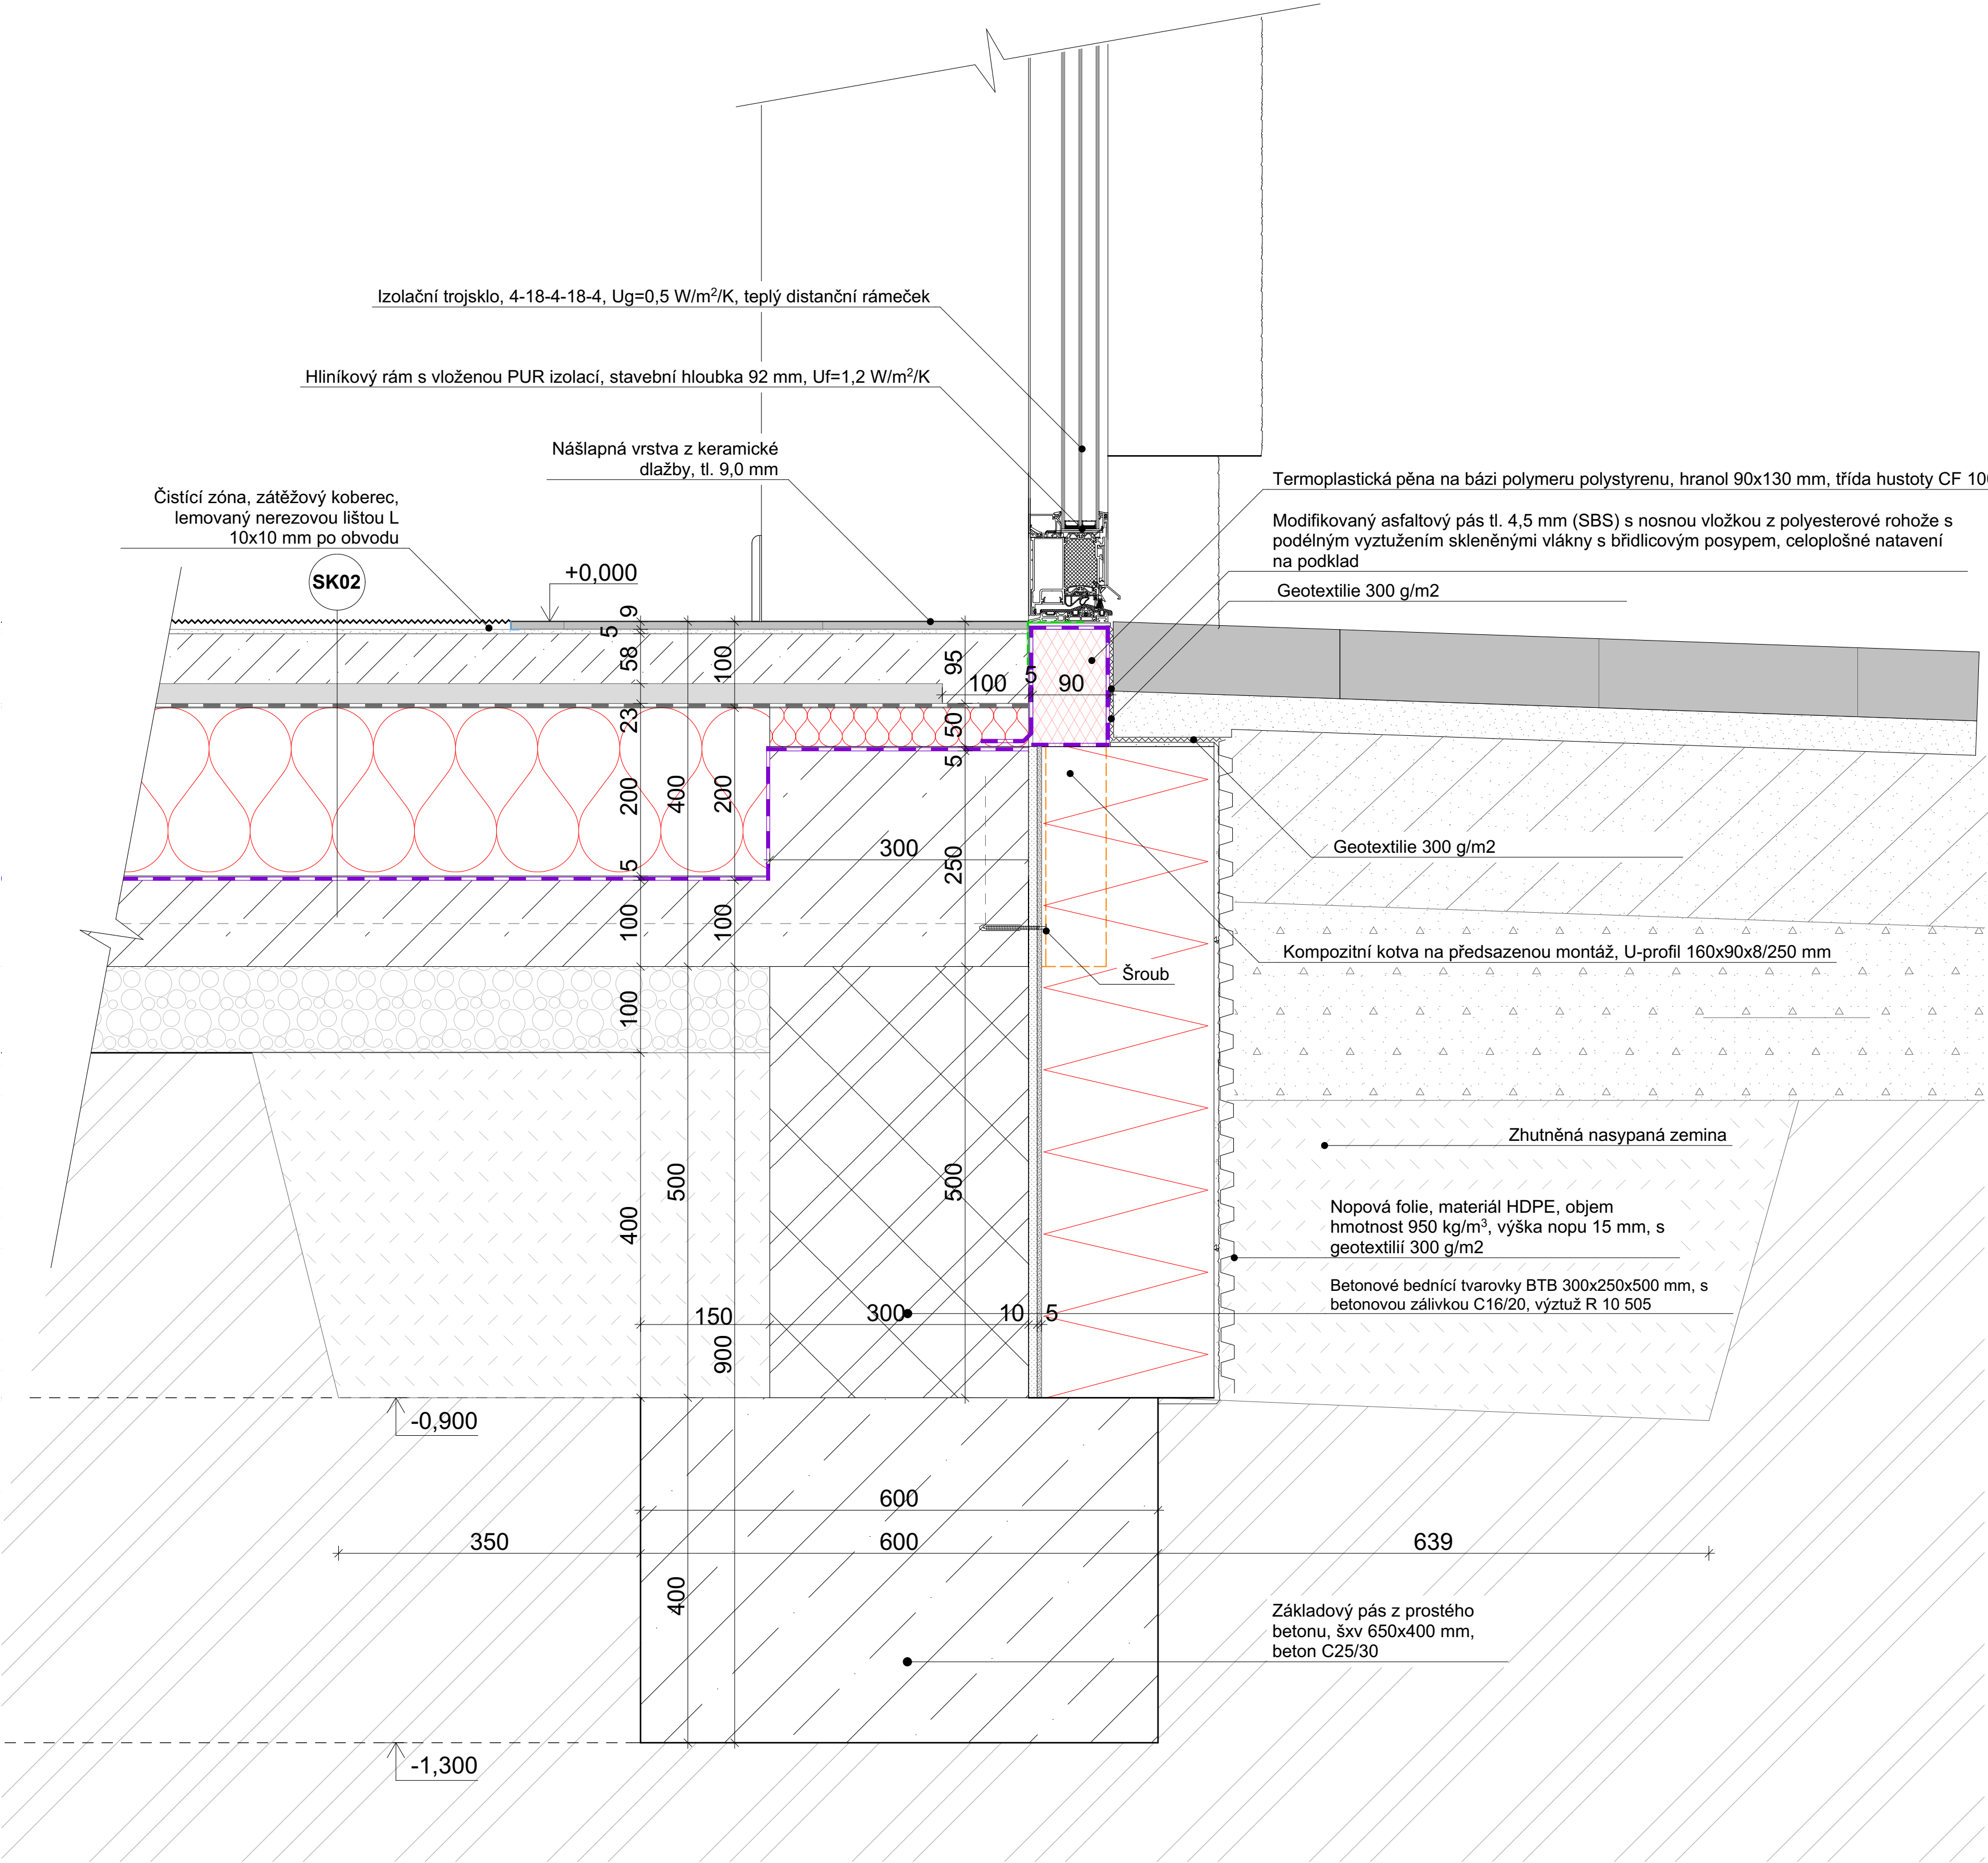 Izolační trojsklo, 4-18-4-18-4, Ug=0,5 W/m²/K, teplý distanční rámeček
Hliníkový rám s vloženou PUR izolací, stavební hloubka 92 mm, Uf=1,2 W/m²/K
Nášlapná vrstva z keramické
dlažby, tl. 9,0 mm
Čistící zóna, zátěžový koberec,
lemovaný nerezovou lištou L
10x10 mm po obvodu
Termoplastická pěna na bázi polymeru polystyrenu, hranol 90x130 mm, třída hustoty CF 10
Modifikovaný asfaltový pás tl. 4,5 mm (SBS) s nosnou vložkou z polyesterové rohože s
podélným vyztužením skleněnými vlákny s břidlicovým posypem, celoplošné natavení
na podklad
Geotextilie 300 g/m2
SK02
+0,000
9
5
58
23
200
5
100
100
400
400
500
400
100
200
100
900
95
50
5
250
500
100
5
90
300
Geotextilie 300 g/m2
Kompozitní kotva na předsazenou montáž, U-profil 160x90x8/250 mm
Šroub
Zhutněná nasypaná zemina
Nopová folie, materiál HDPE, objem
hmotnost 950 kg/m³, výška nopu 15 mm, s
geotextilií 300 g/m2
Betonové bednící tvarovky BTB 300x250x500 mm, s
betonovou zálivkou C16/20, výztuž R 10 505
150
300
10
5
-0,900
600
350
600
639
Základový pás z prostého
betonu, šxv 650x400 mm,
beton C25/30
-1,300